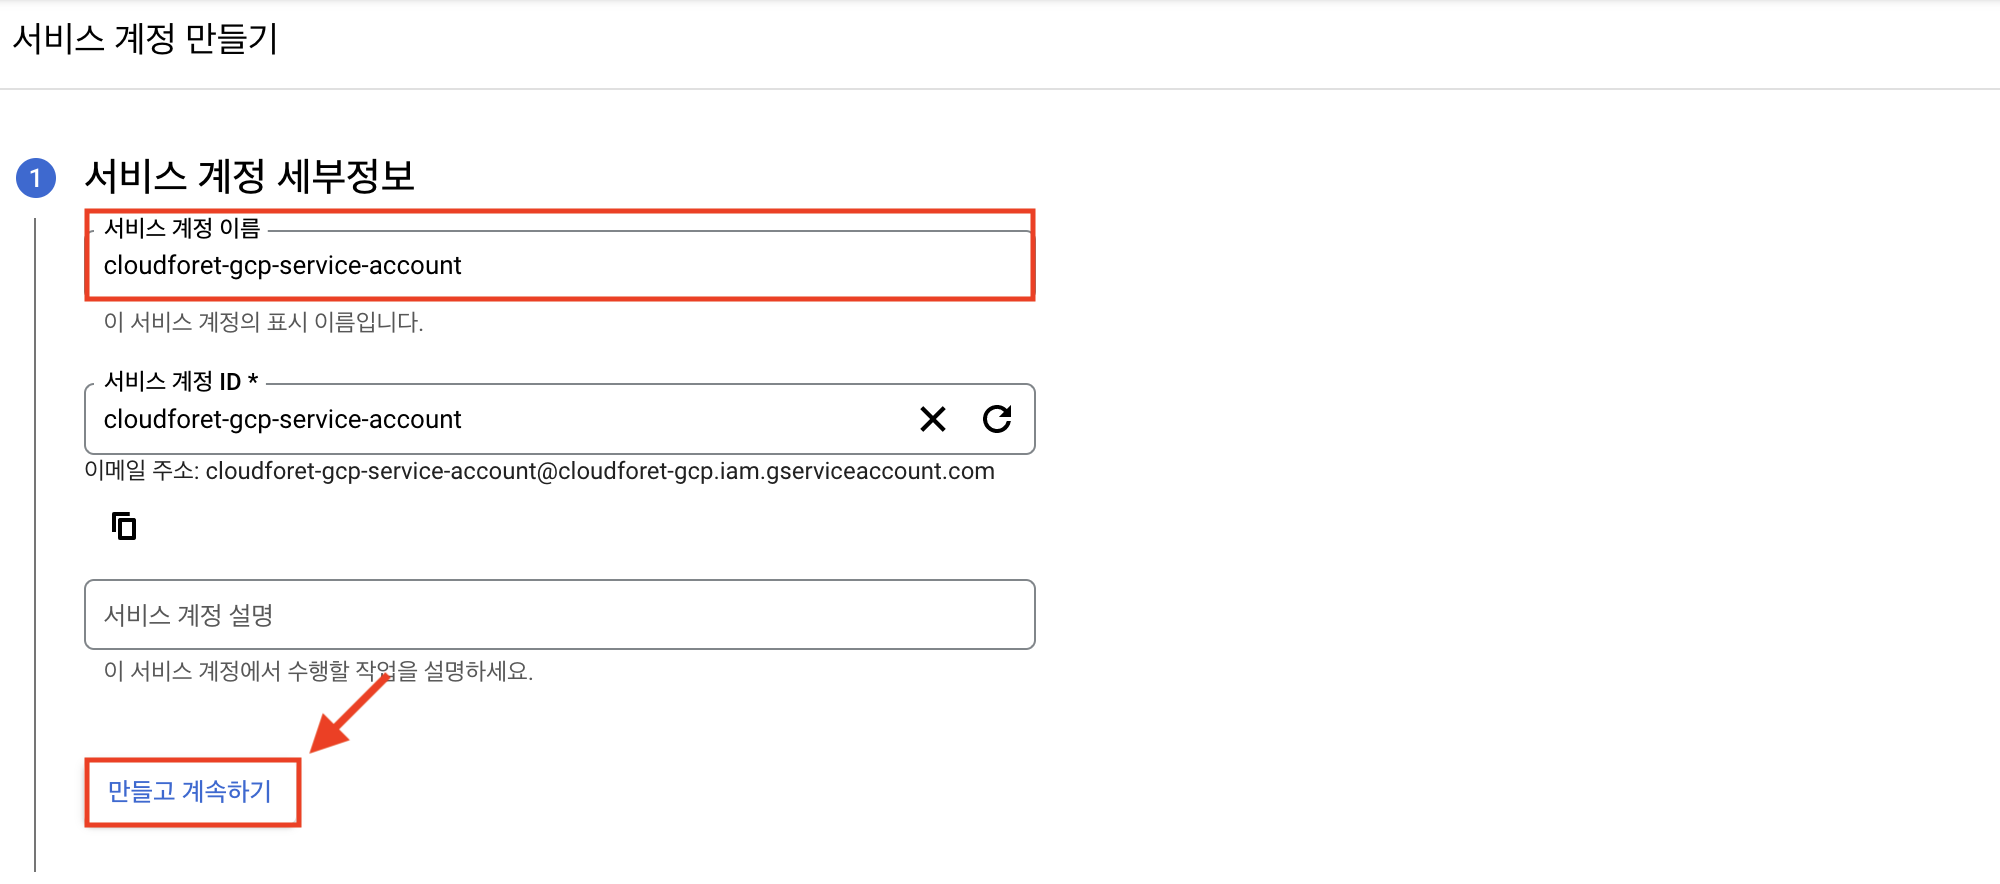 서비스 계정 만들기
1
서비스 계정 세부정보
서비스 계정 이름
cloudforet-gcp-service-account
이 서비스 계정의 표시 이름입니다.
서비스 계정 ID *
cloudforet-gcp-service-account
이메일 주소: cloudforet-gcp-service-account@cloudforet-gcp.iam.gserviceaccount.com
서비스 계정 설명
이 서비스 계정에서 수행할 작업을 설명하세요.
만들고 계속하기